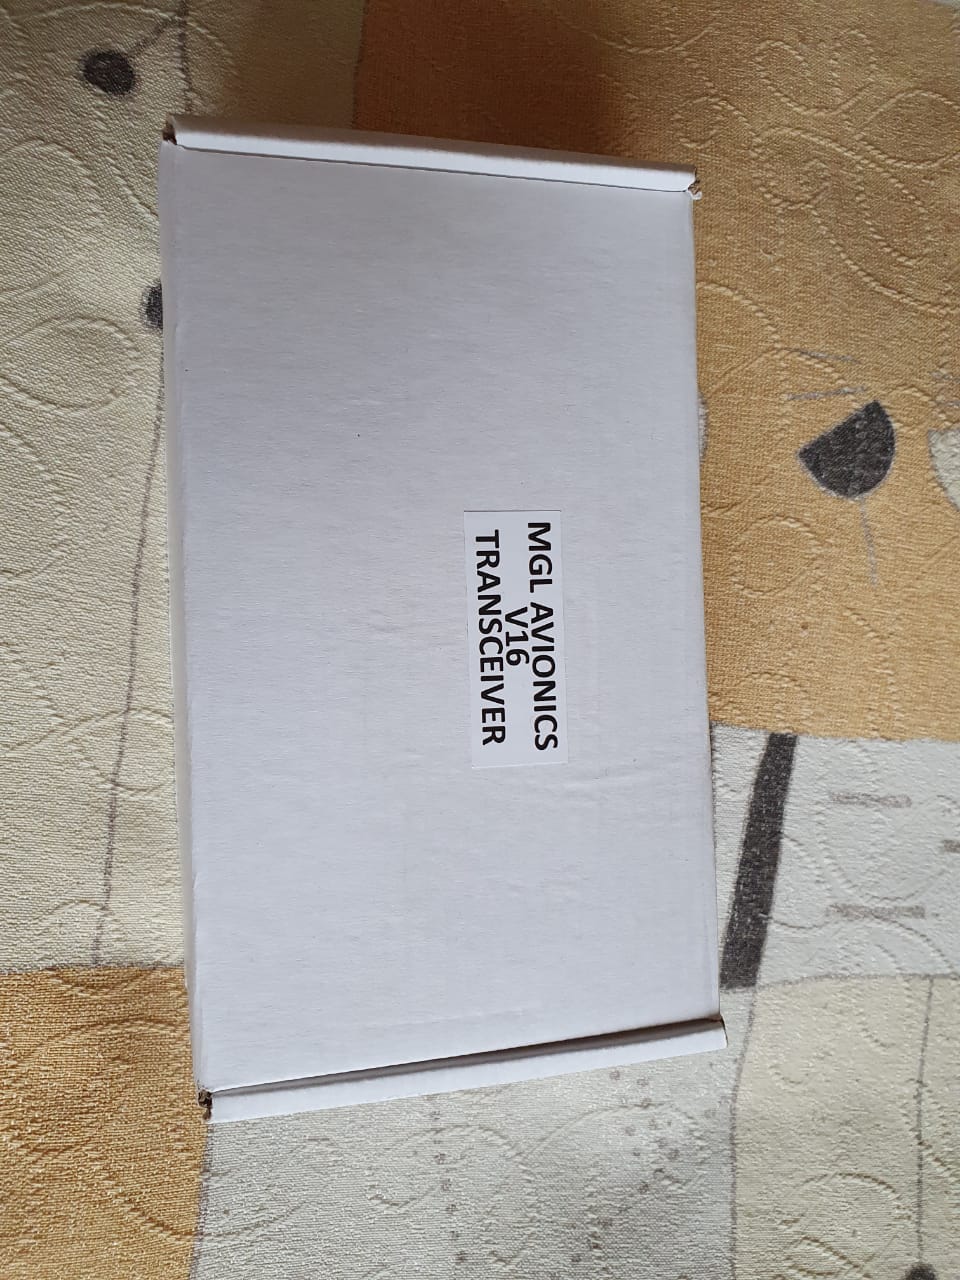 MGL AVIONICS
V16
TRANSCEIVER